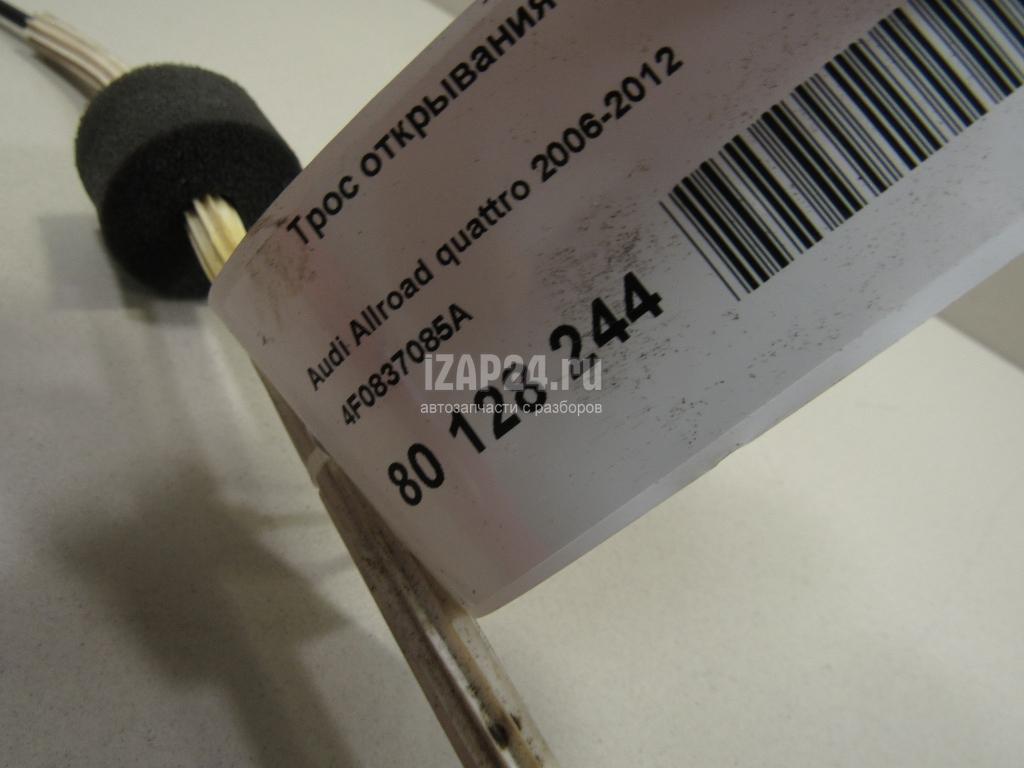 Трос открывания
Audi Allroad quattro 2006-2012
4F0837085A
80 128 244
iZAP24.ru
автозапчасти с разборов